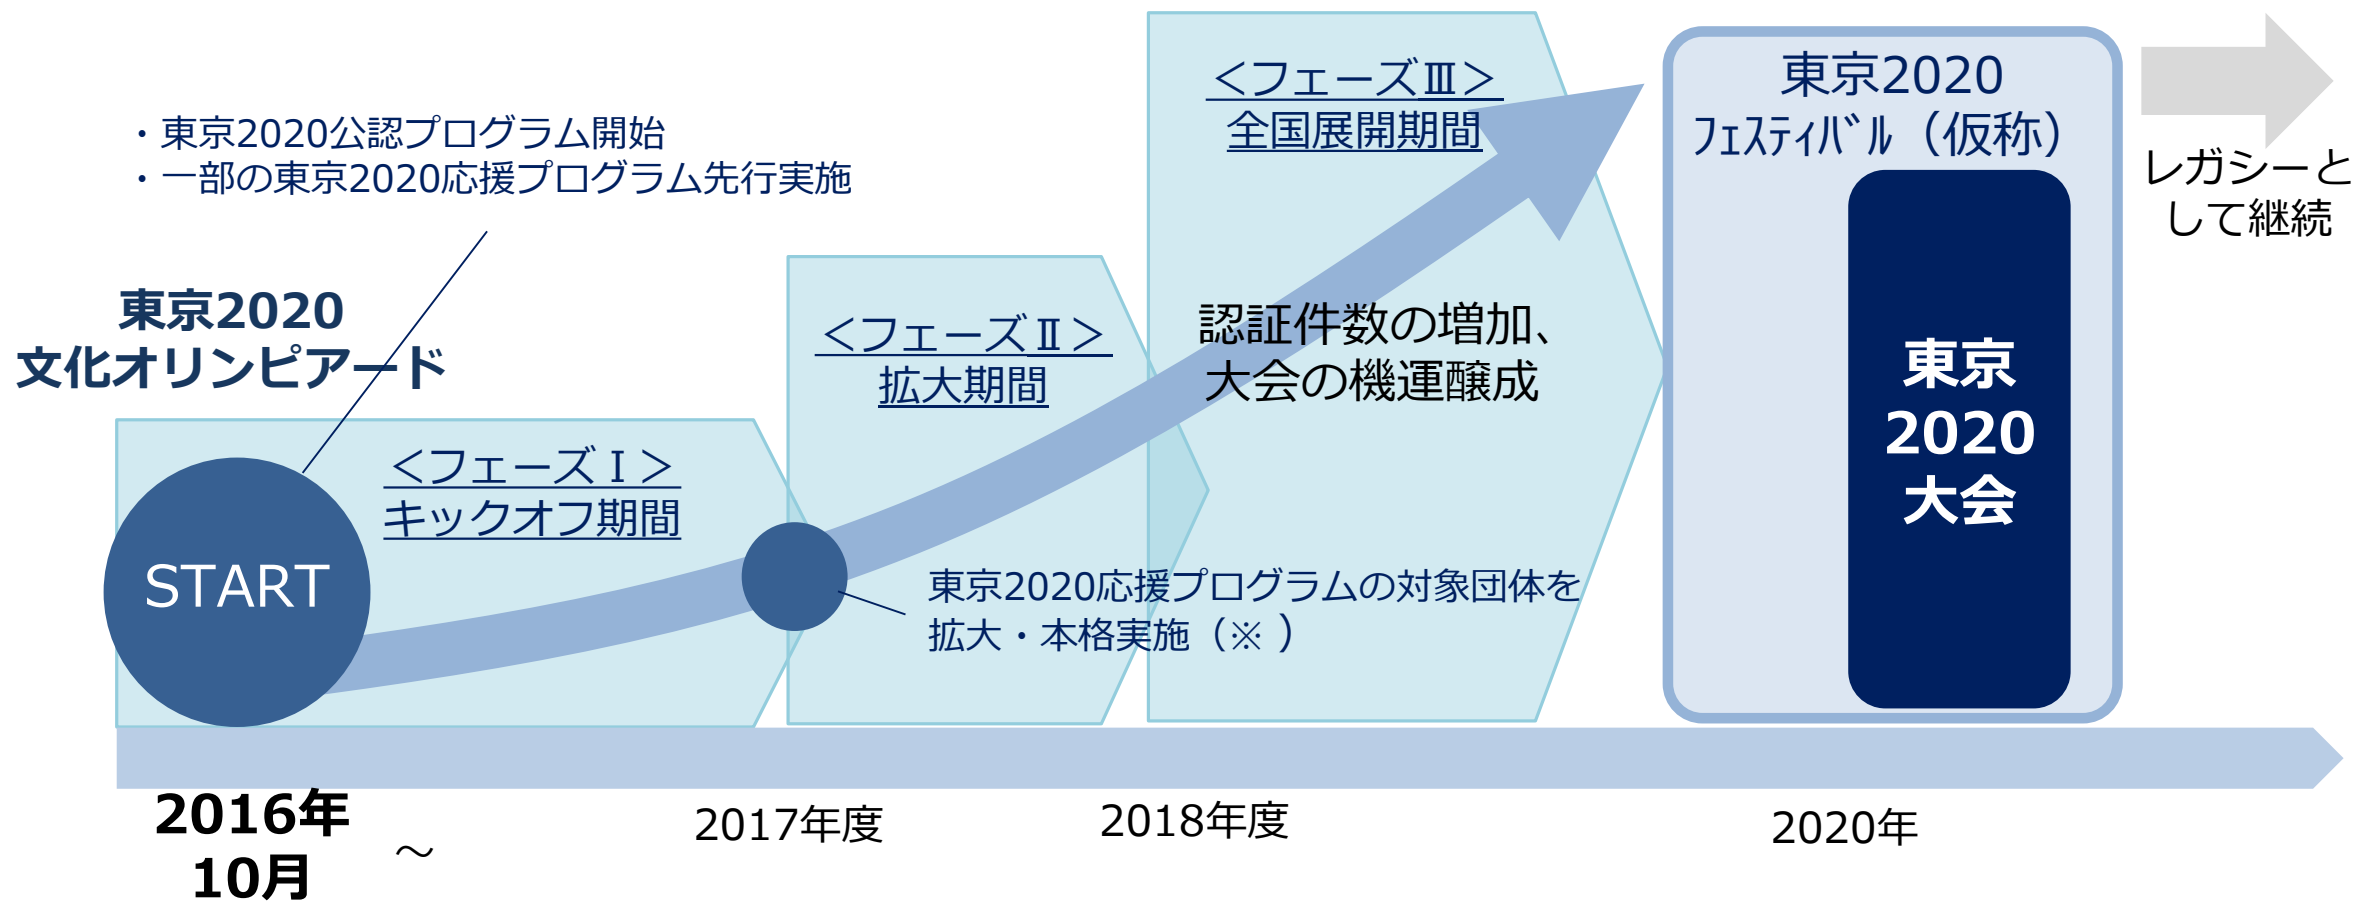 ・東京2020公認プログラム開始
・一部の東京2020応援プログラム先行実施
東京2020
文化オリンピアード
START
＜フェーズⅠ＞
キックオフ期間
＜フェーズⅡ＞
拡大期間
＜フェーズⅢ＞
全国展開期間
認証件数の増加、
大会の機運醸成
東京2020応援プログラムの対象団体を
拡大・本格実施（※ ）
東京2020
ﾌｪｽﾃｨﾊﾞﾙ（仮称）
東京
2020
大会
レガシーと
して継続
2016年
10月
～
2017年度
2018年度
2020年